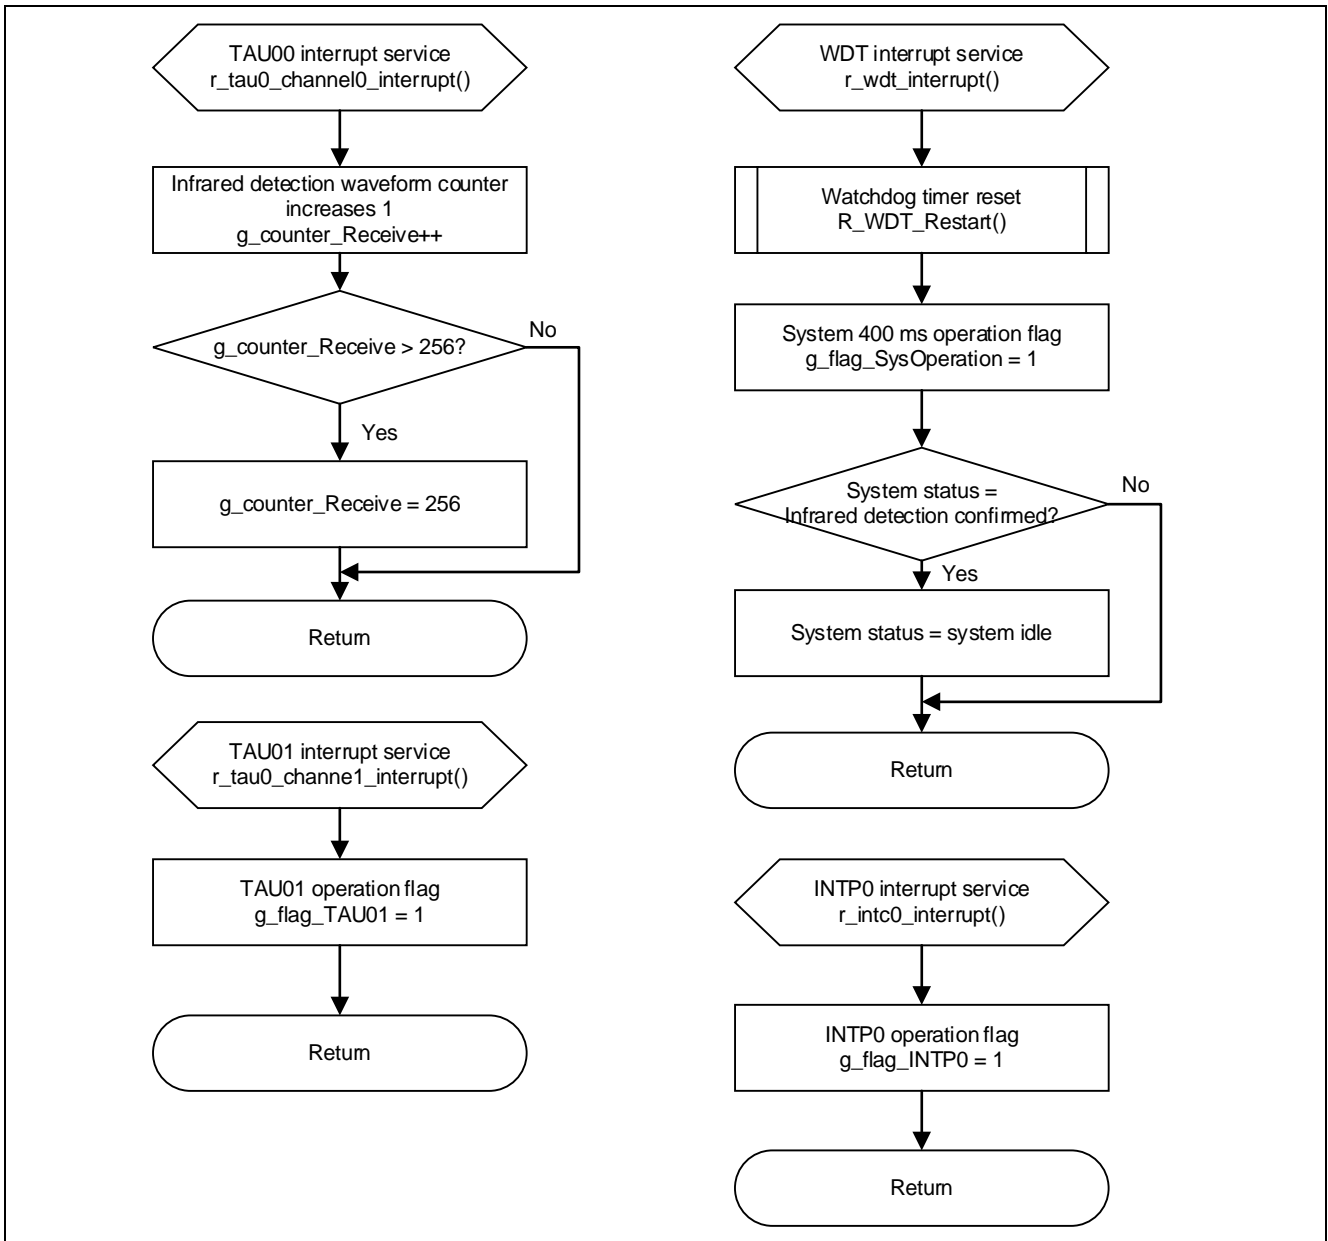 TAU00 interrupt service
r_tau0_channel0_interrupt()
Infrared detection waveform counter
increases 1
g_counter_Receive++
g_counter_Receive > 256?
No
Yes
g_counter_Receive = 256
Return
TAU01 interrupt service
r_tau0_channe1_interrupt()
TAU01 operation flag
g_flag_TAU01 = 1
Return
WDT interrupt service
r_wdt_interrupt()
Watchdog timer reset
R_WDT_Restart()
System 400 ms operation flag
g_flag_SysOperation = 1
System status =
Infrared detection confirmed?
No
Yes
System status = system idle
Return
INTP0 interrupt service
r_intc0_interrupt()
INTP0 operation flag
g_flag_INTP0 = 1
Return